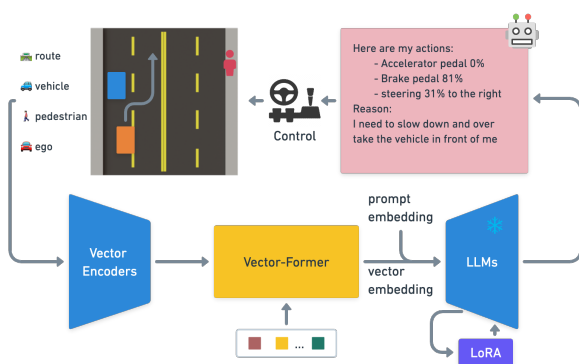 route
vehicle
pedestrian
ego
Here are my actions:
- Accelerator pedal 0%
- Brake pedal 81%
- steering 31% to the right
Reason:
I need to slow down and over
take the vehicle in front of me
Control
Vector
Encoders
Vector-Former
prompt
embedding
vector
embedding
LLMs
...
LoRA